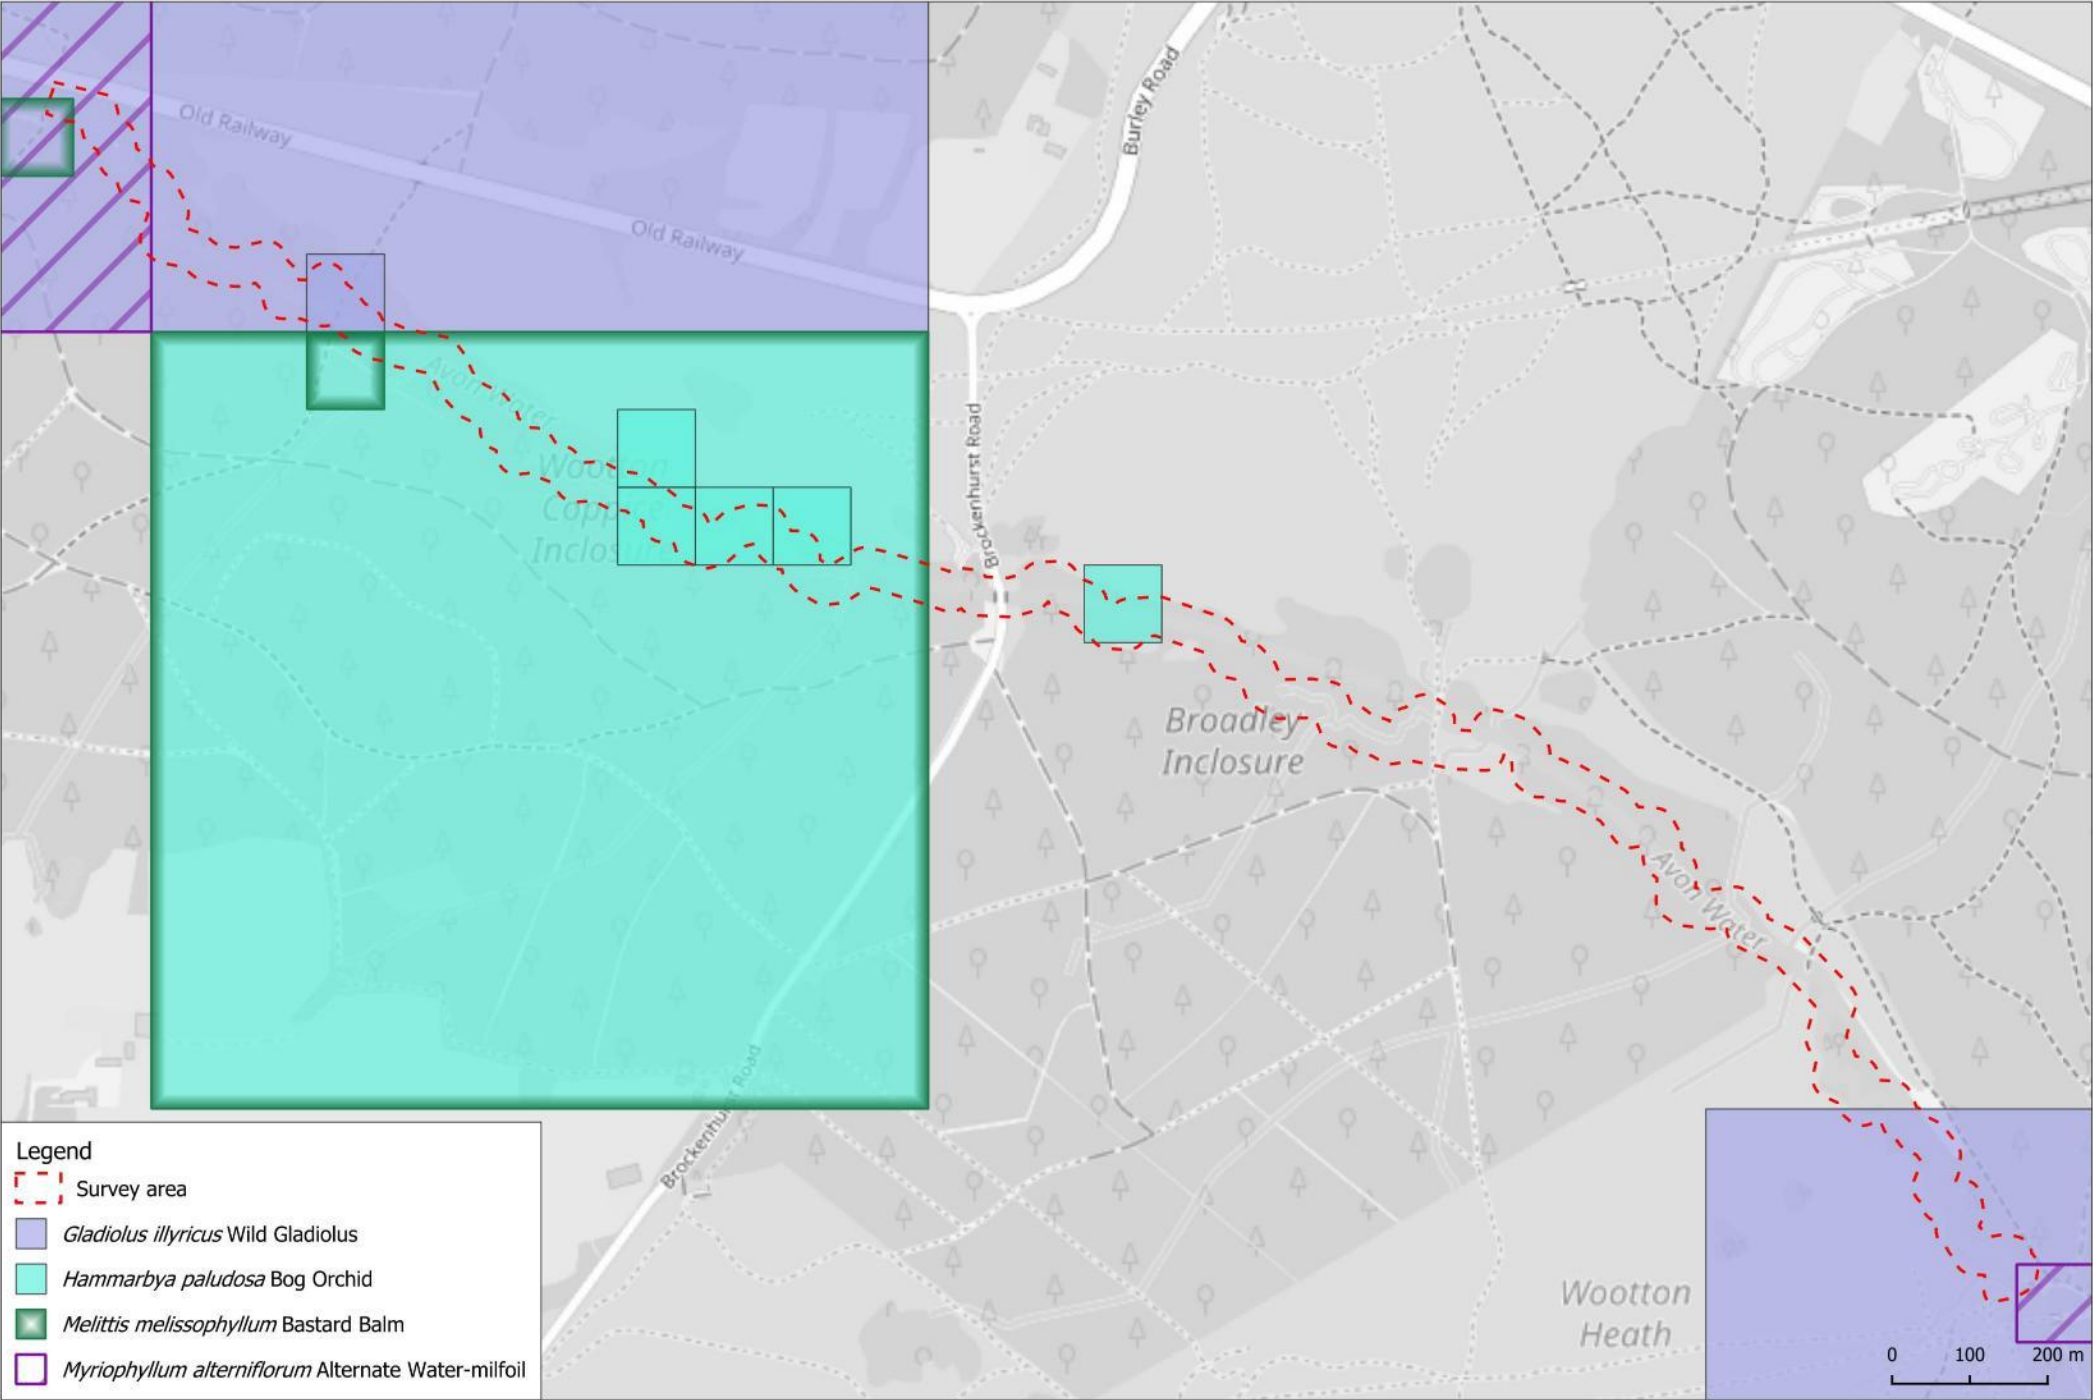 Burley Road
Old Railway
Old Railway
Avon Water
Brockenhurst Road
Wootton
Coppice
Inclosure
Broadley
Inclosure
Avon Water
Brockenhurst Road
Legend
Survey area
Gladiolus illyricus Wild Gladiolus
Hammarbya paludosa Bog Orchid
Melittis melissophyllum Bastard Balm
Myriophyllum alterniflorum Alternate Water-milfoil
Wootton
Heath
0 100 200 m